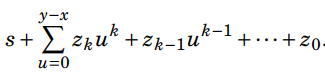 s + \sum_{u=0}^{y-x} z_k u^k + z_{k-1} u^{k-1} + \cdots + z_0.